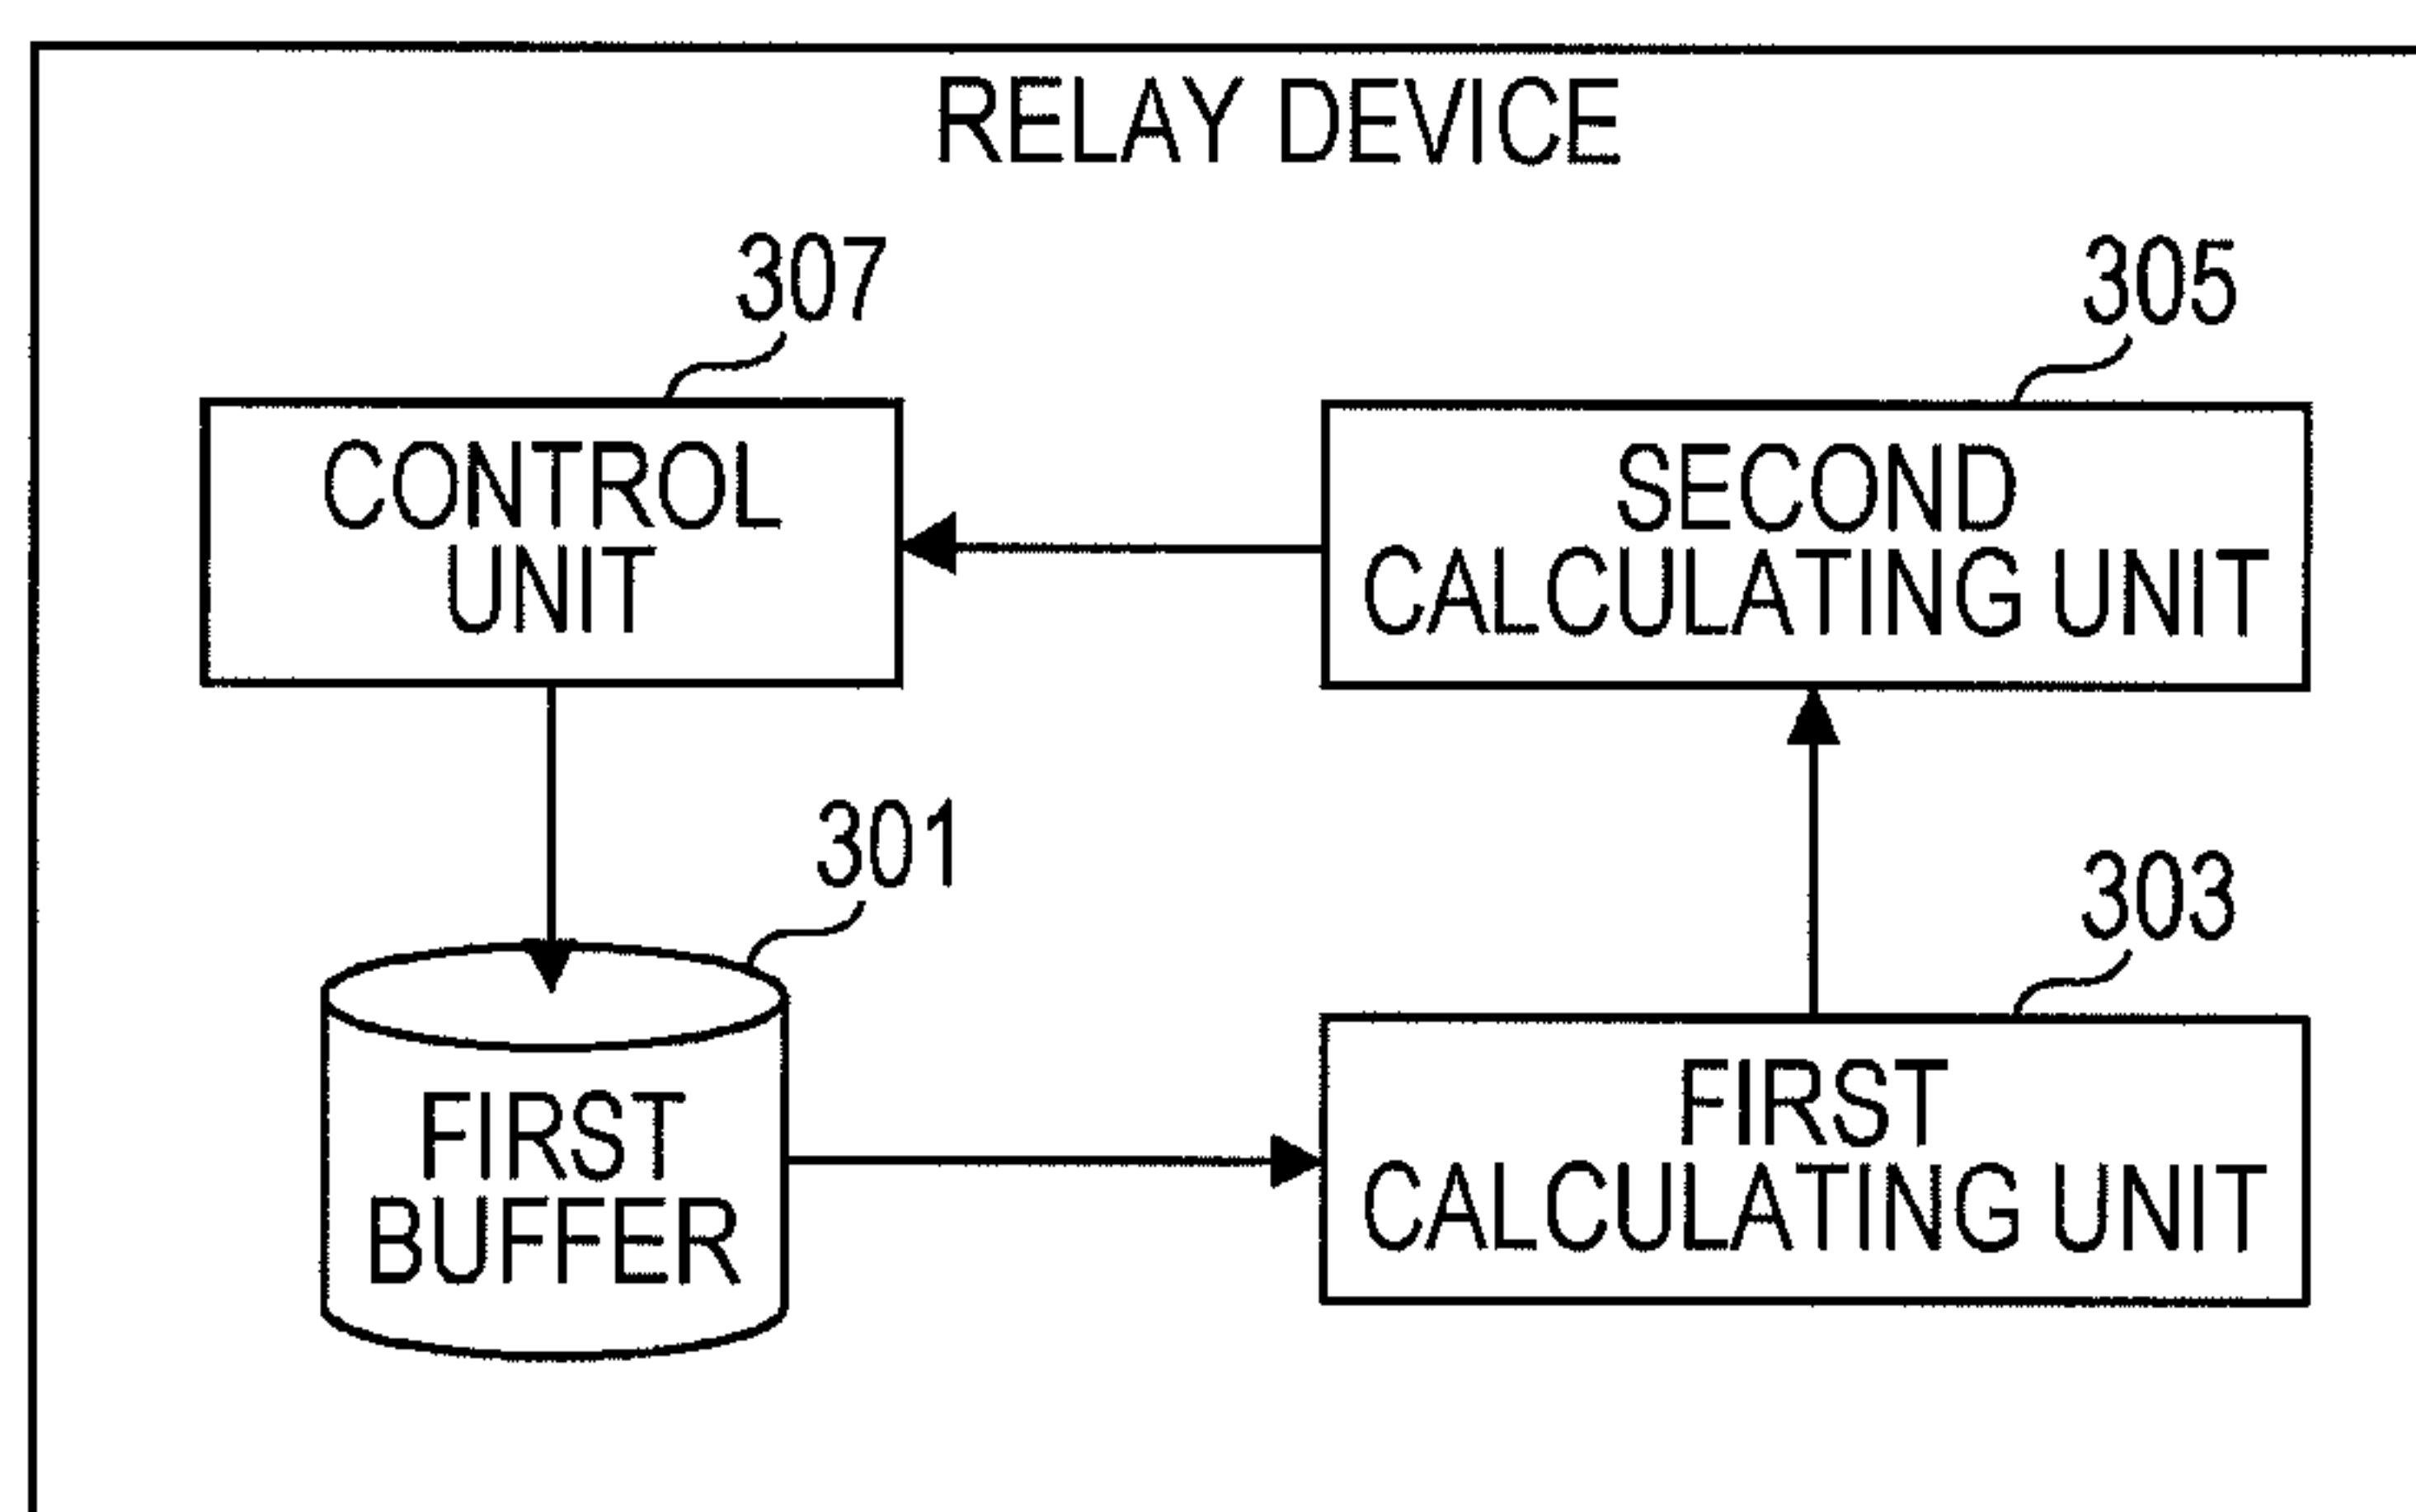 RELAY DEVICE
307
305
CONTROL
UNIT
SECOND
CALCULATING UNIT
301
303
FIRST
BUFFER
FIRST
CALCULATING UNIT